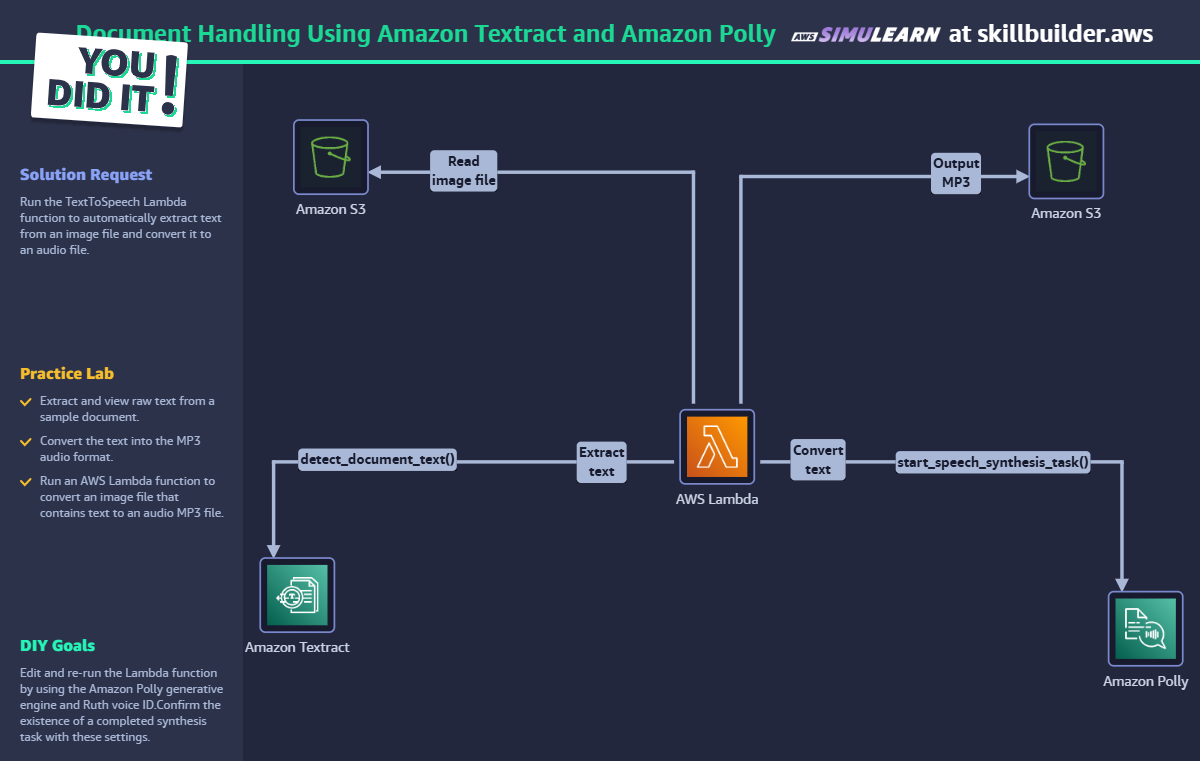 Document Handling Using Amazon Textract and Amazon Polly
AWS SIMULEARN at skillbuilder.aws
YOU
DID IT!
Solution Request
Run the TextToSpeech Lambda
function to automatically extract text
from an image file and convert it to
an audio file.
Practice Lab
Extract and view raw text from a
sample document.
Convert the text into the MP3
audio format.
Run an AWS Lambda function to
convert an image file that
contains text to an audio MP3 file.
DIY Goals
Edit and re-run the Lambda function
by using the Amazon Polly generative
engine and Ruth voice ID.Confirm the
existence of a completed synthesis
task with these settings.
Amazon S3
Read
image file
Output
MP3
Amazon S3
detect_document_text()
Extract
text
AWS Lambda
Convert
text
start_speech_synthesis_task()
Amazon Textract
Amazon Polly